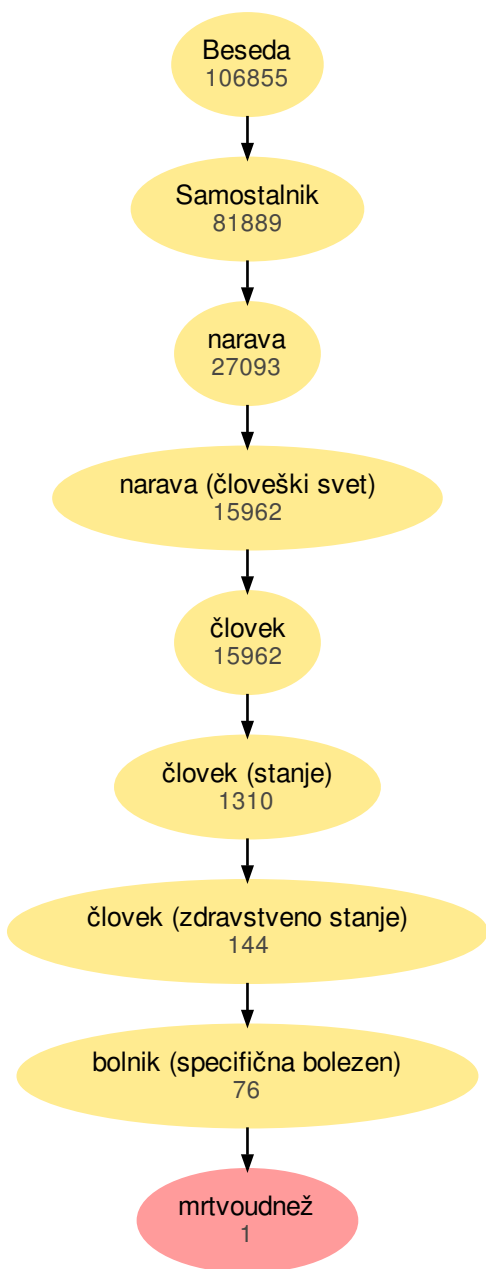 Beseda
106855
Samostalnik
81889
narava
27093
narava (človeški svet)
15962
človek
15962
človek (stanje)
1310
človek (zdravstveno stanje)
144
bolnik (specifična bolezen)
76
mrtvoudnež
1